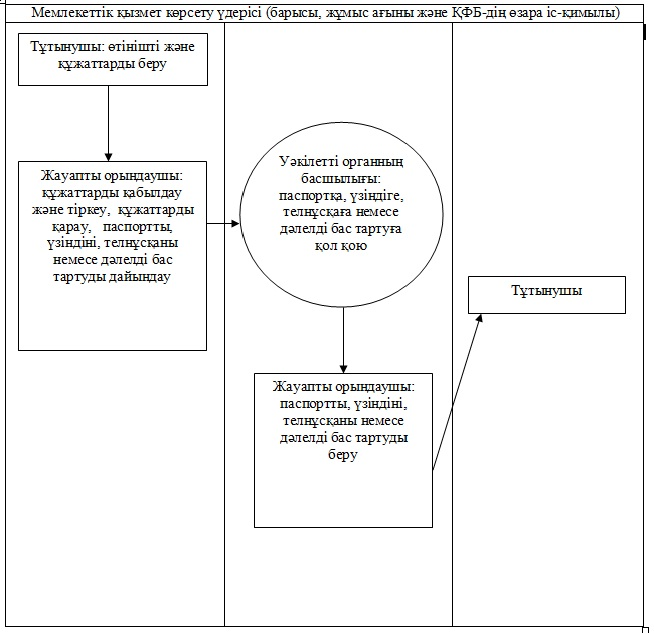 Мемлекеттік қызмет көрсету үдерісі (барысы, жұмыс ағыны және ҚФБ-дің өзара іс-қимылы)
Тұтынушы: өтінішті және
құжаттарды беру
Жауапты орындаушы:
құжаттарды қабылдау
және тіркеу, құжаттарды
қарау, паспортты,
үзіндіні, телнұсқаны
немесе дәлелді бас
тартуды дайындау
Уәкілетті органның
басшылығы:
паспортқа, үзіндіге,
телнұсқаға немесе
дәлелді бас тартуға
қол қою
Жауапты орындаушы:
паспортты, үзіндіні,
телнұсқаны немесе
дәлелді бас тартуды
беру
Тұтынушы